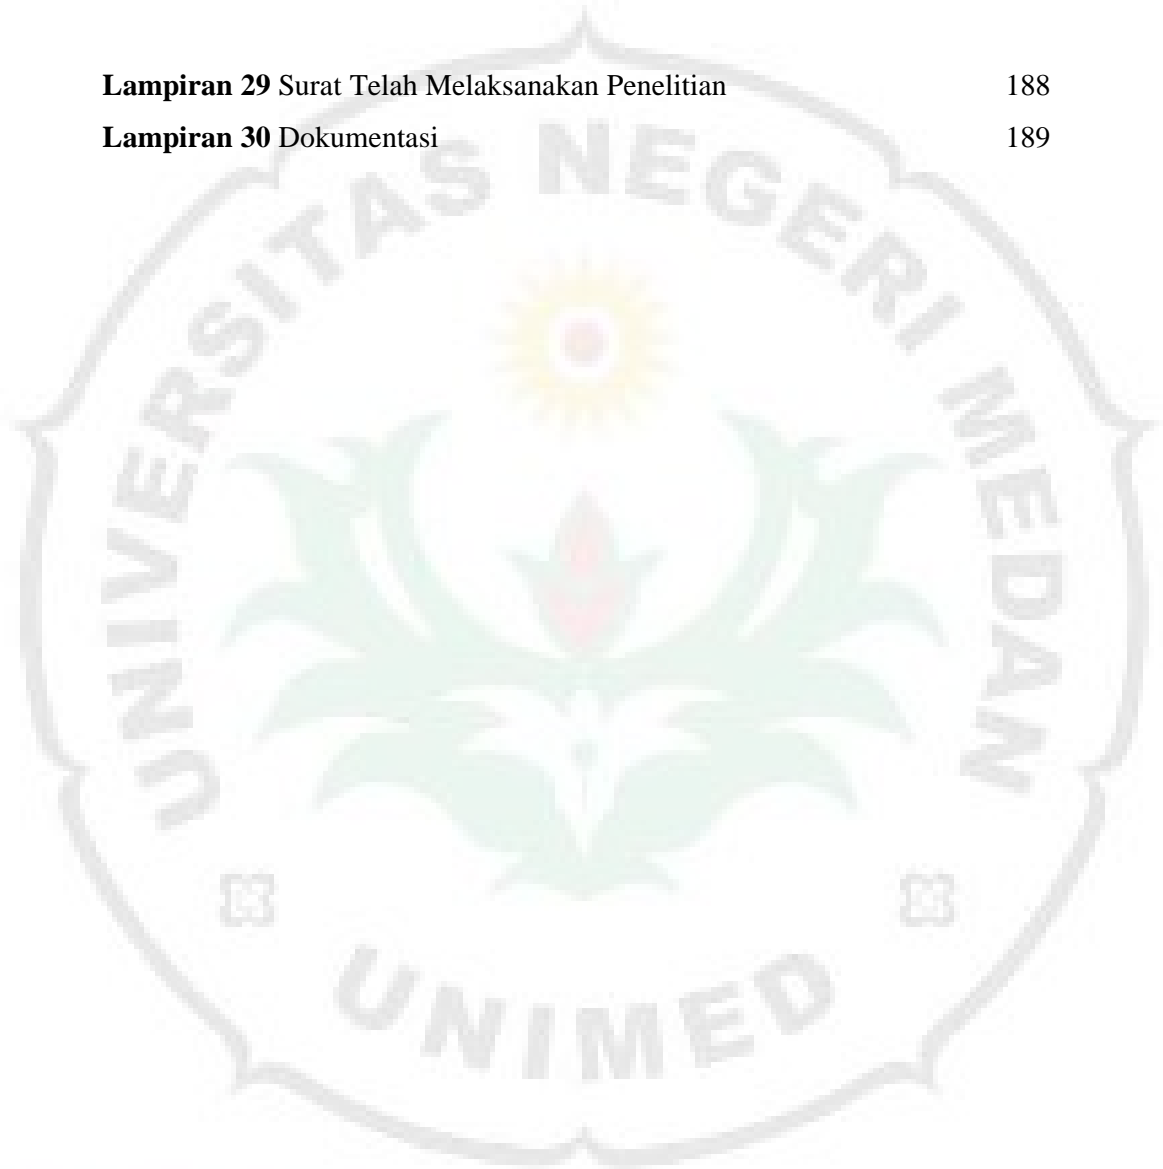 Lampiran 29 Surat Telah Melaksanakan Penelitian 188
Lampiran 30 Dokumentasi 189
UNIVERSITAS NEGERI MEDAN
UNIMED